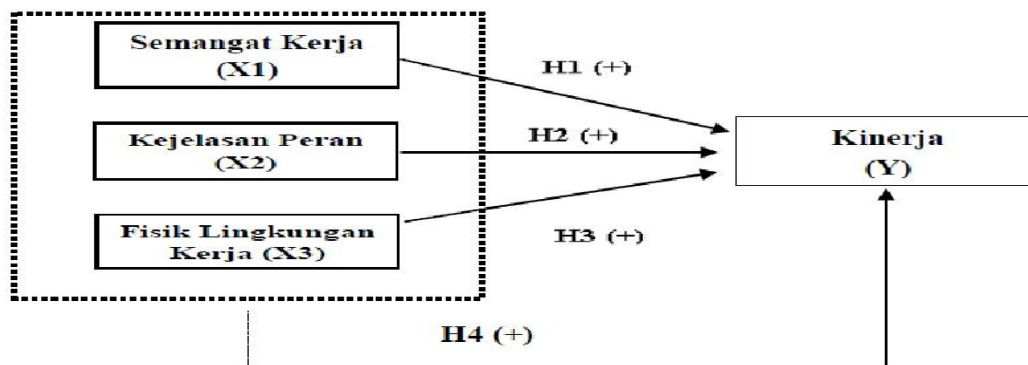 Semangat Kerja
(X1)
H1 (+)
Kejelasan Peran
(X2)
H2 (+)
Kinerja
(Y)
Fisik Lingkungan
Kerja (X3)
H3 (+)
H4 (+)